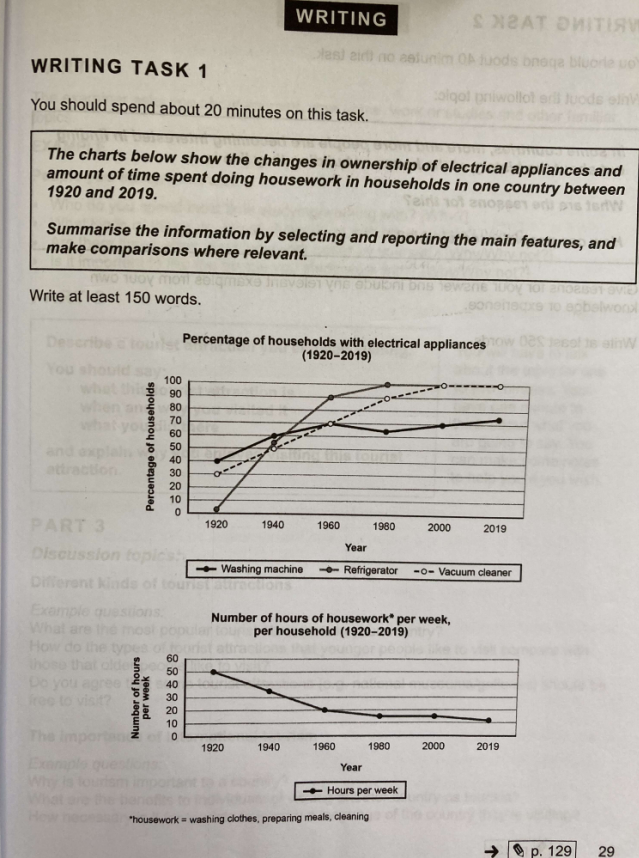 WRITING
WRITING TASK 1
You should spend about 20 minutes on this task.
The charts below show the changes in ownership of electrical appliances and
amount of time spent doing housework in households in one country between
1920 and 2019.
Summarise the information by selecting and reporting the main features, and
make comparisons where relevant.
Write at least 150 words.
Percentage of households with electrical appliances
(1920–2019)
Percentage of households
100
90
80
70
60
50
40
30
20
10
0
1920 1940 1960 1980 2000 2019
Year
Washing machine Refrigerator Vacuum cleaner
Number of hours of housework* per week,
per household (1920–2019)
Number of hours
per week
60
50
40
30
20
10
0
1920 1940 1960 1980 2000 2019
Year
Hours per week
*housework = washing clothes, preparing meals, cleaning
→ p. 129 29